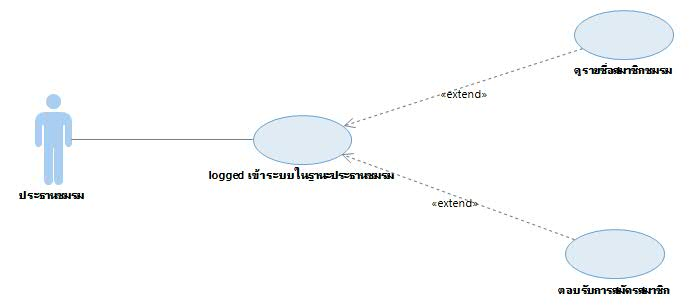 ดูรายชื่อสมาชิกชมรม
«extend»
logged เข้าระบบในฐานะประธานชมรม
ประธานชมรม
«extend»
ตอบรับการสมัครสมาชิก